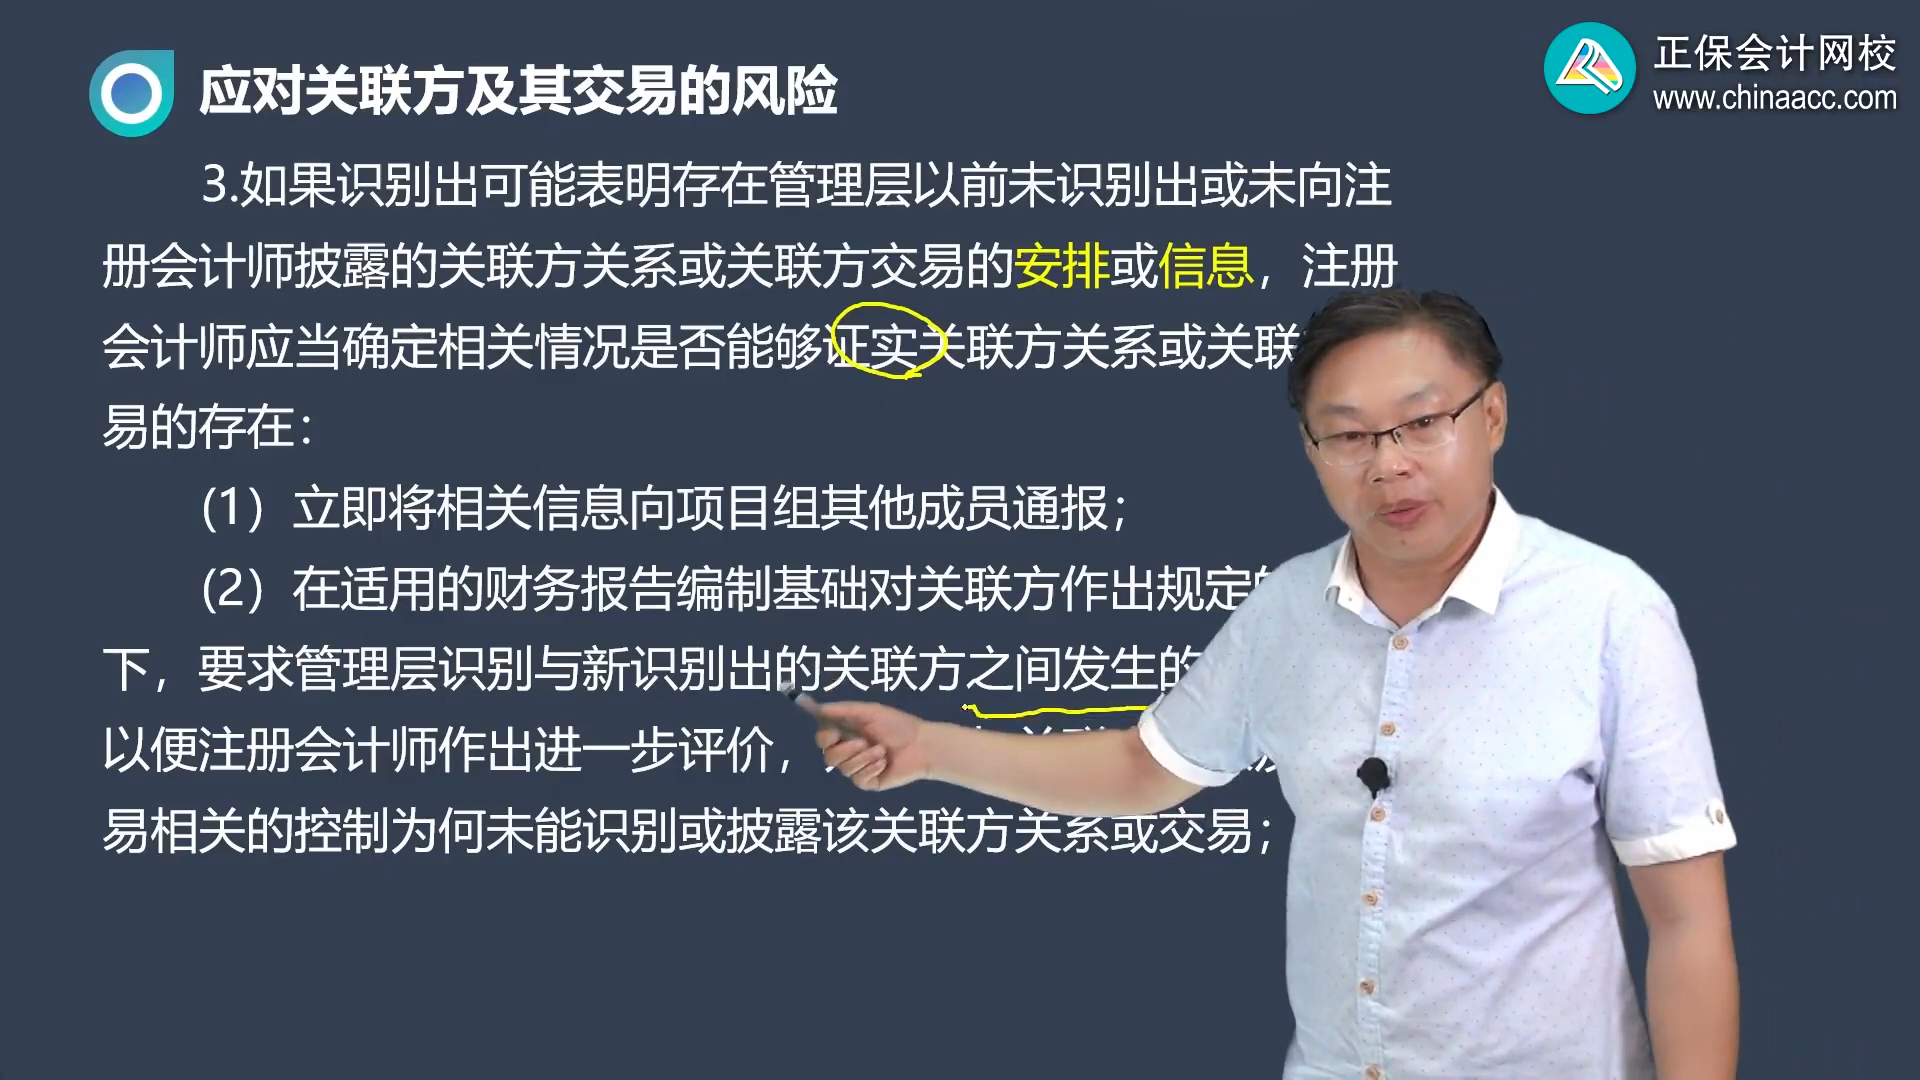 应对关联方及其交易的风险
正保会计网校
www.chinaacc.com
3.如果识别出可能表明存在管理层以前未识别出或未向注
册会计师披露的关联方关系或关联方交易的安排或信息，注册
会计师应当确定相关情况是否能够证实关联方关系或关联
易的存在：
(1）立即将相关信息向项目组其他成员通报；
(2）在适用的财务报告编制基础对关联方作出规定
下，要求管理层识别与新识别出的关联方之间发生的
以便注册会计师作出进一步评价，
易相关的控制为何未能识别或披露该关联方关系或交易；